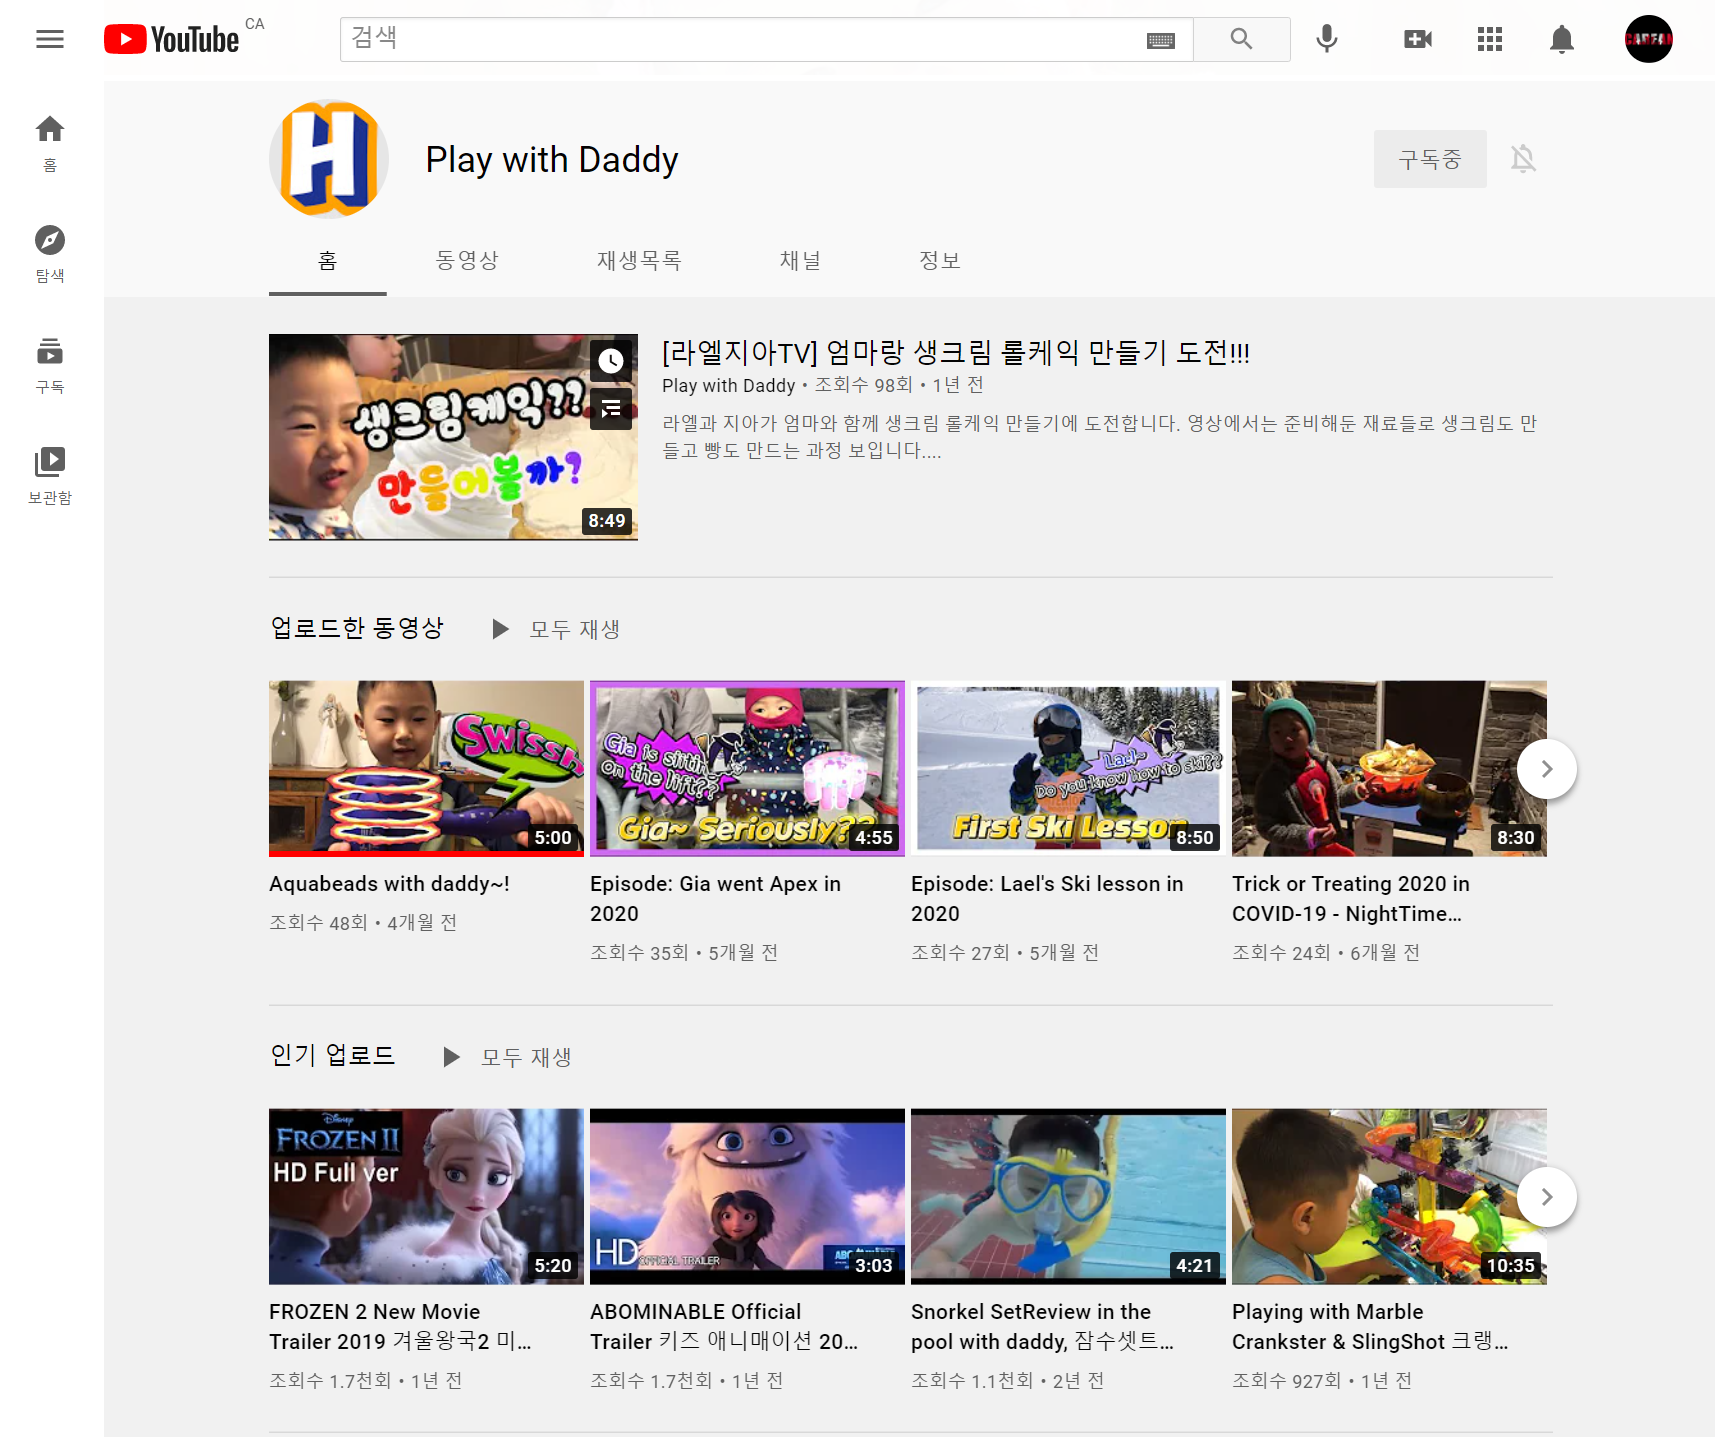 YouTube CA
검색
홈
탐색
구독
보관함
Play with Daddy
구독중
홈 동영상 재생목록 채널 정보
생크림케익??
만들어볼까?
8:49
[라엘지아TV] 엄마랑 생크림 롤케익 만들기 도전!!!
Play with Daddy • 조회수 98회 • 1년 전
라엘과 지아가 엄마와 함께 생크림 롤케익 만들기에 도전합니다. 영상에서는 준비해둔 재료들로 생크림도 만
들고 빵도 만드는 과정 보입니다....
업로드한 동영상 모두 재생
5:00
Gia is sittin
on the lift??
Gia~ Seriously??
4:55
Lael~
Do you know how to ski??
First Ski Lesson
8:50
8:30
Aquabeads with daddy~!
조회수 48회 • 4개월 전
Episode: Gia went Apex in
2020
조회수 35회 • 5개월 전
Episode: Lael's Ski lesson in
2020
조회수 27회 • 5개월 전
Trick or Treating 2020 in
COVID-19 - NightTime...
조회수 24회 • 6개월 전
인기 업로드 모두 재생
Disney
FROZEN II
HD Full ver
5:20
HD OFFICIAL TRAILER
3:03
4:21
10:35
FROZEN 2 New Movie
Trailer 2019 겨울왕국2 미...
조회수 1.7천회 • 1년 전
ABOMINABLE Official
Trailer 키즈 애니매이션 20...
조회수 1.7천회 • 1년 전
Snorkel SetReview in the
pool with daddy, 잠수셋트...
조회수 1.1천회 • 2년 전
Playing with Marble
Crankster & SlingShot 크랭...
조회수 927회 • 1년 전